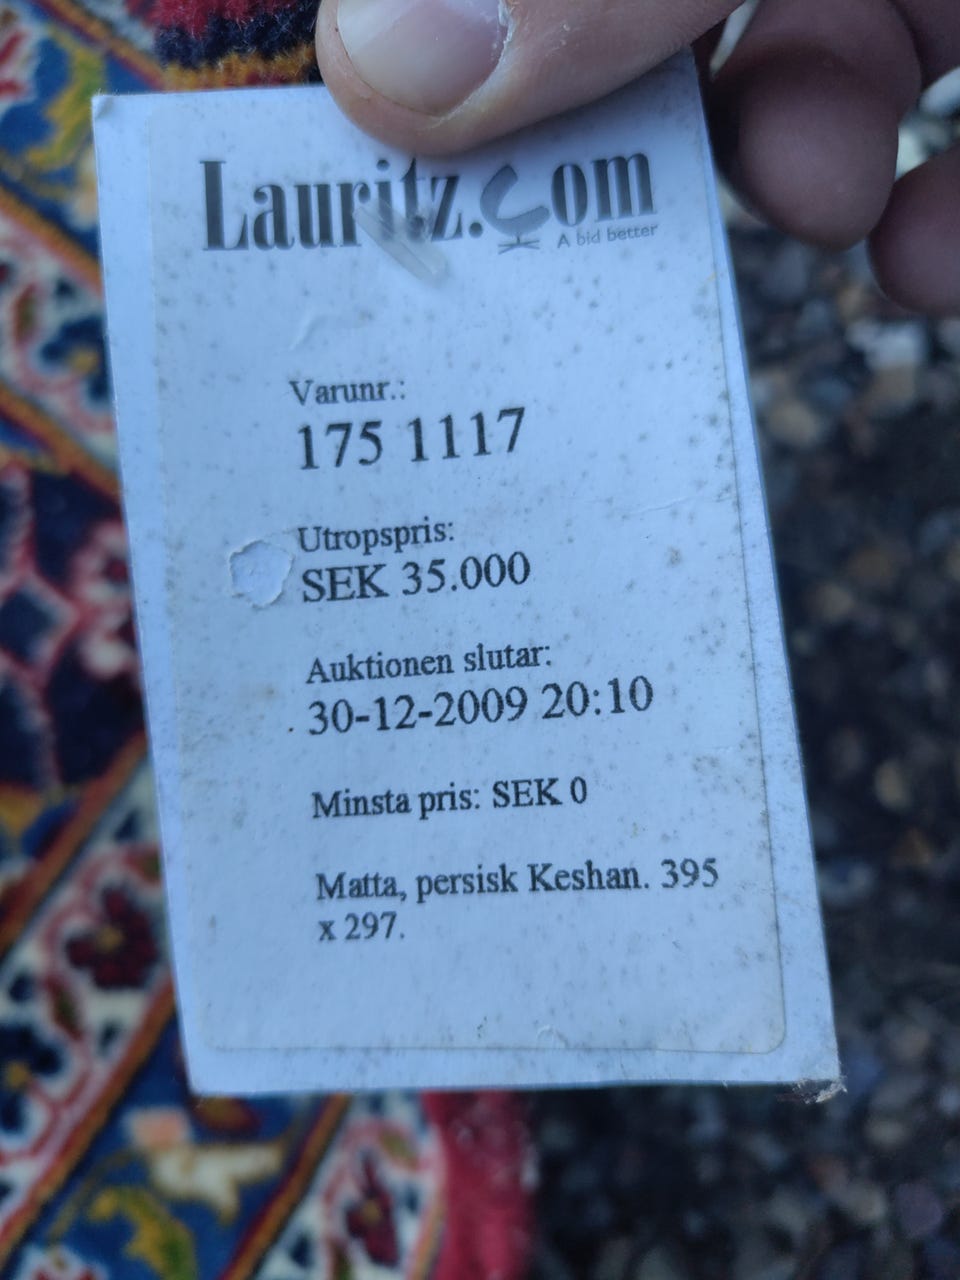 Lauritz.com
A bid better
Varunr.:
175 1117
Utropspris:
SEK 35.000
Auktionen slutar:
30-12-2009 20:10
Minsta pris: SEK 0
Matta, persisk Keshan. 395
x 297.